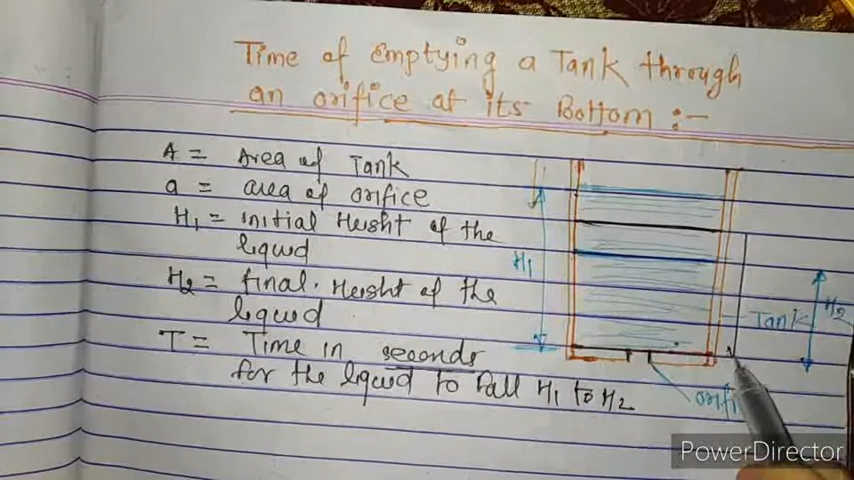 Time of emptying a Tank through
an orifice at its Bottom :-
A = Area of Tank
a = area of orifice
H1 = initial Height of the
liquid
H2 = final. Height of the
liquid
T = Time in seconds
for the liquid to fall H1 to H2
H1
Tank
H2
PowerDirector